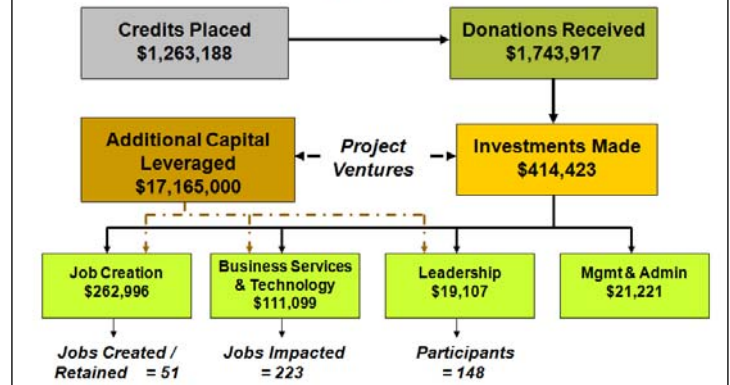 Credits Placed
$1,263,188
Donations Received
$1,743,917
Additional Capital
Leveraged
$17,165,000
Project
Ventures
Investments Made
$414,423
Job Creation
$262,996
Business Services
& Technology
$111,099
Leadership
$19,107
Mgmt & Admin
$21,221
Jobs Created /
Retained = 51
Jobs Impacted
= 223
Participants
= 148